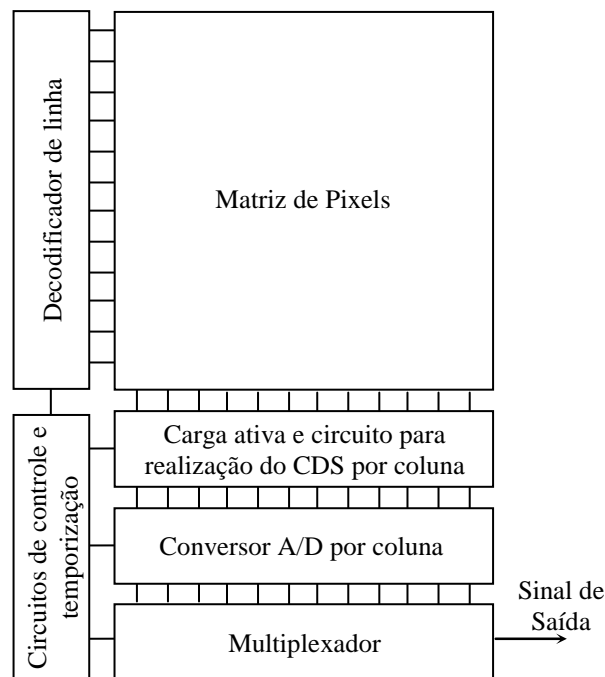 Decodificador de linha
Matriz de Pixels
Circuitos de controle e
temporização
Carga ativa e circuito para
realização do CDS por coluna
Conversor A/D por coluna
Multiplexador
Sinal de
Saída